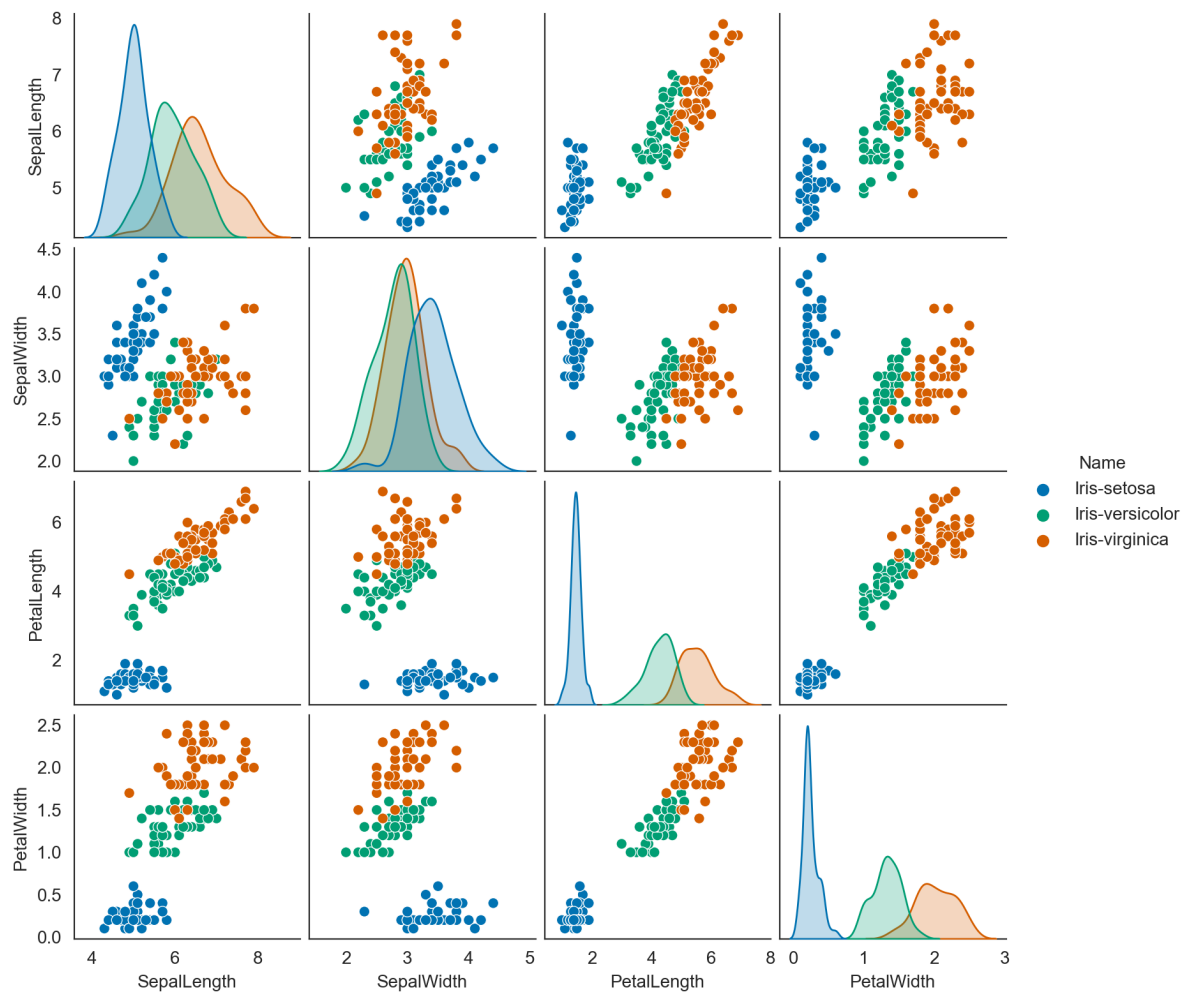 8
7
6
5
SepalLength
4.5
4.0
3.5
3.0
2.5
2.0
SepalWidth
6
4
2
PetalLength
2.5
2.0
1.5
1.0
0.5
0.0
PetalWidth
4 6 8
2 3 4 5
2 4 6 8
0 1 2 3
SepalLength
SepalWidth
PetalLength
PetalWidth
Name
Iris-setosa
Iris-versicolor
Iris-virginica